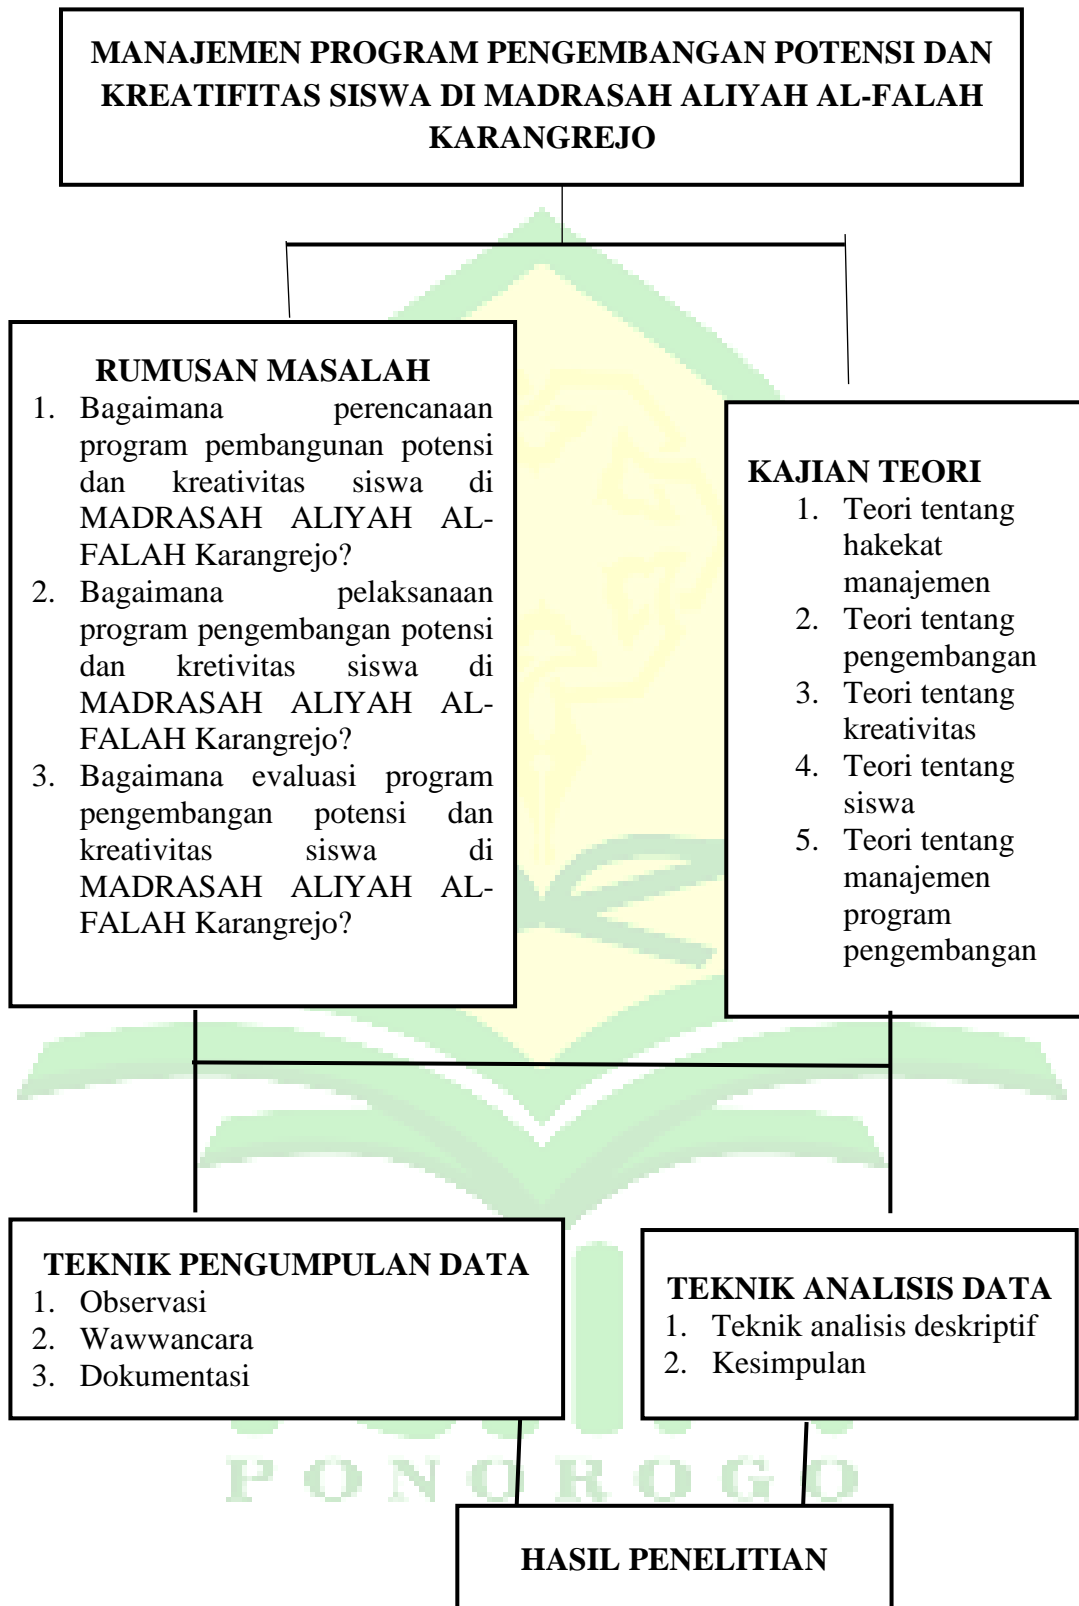 MANAJEMEN PROGRAM PENGEMBANGAN POTENSI DAN
KREATIFITAS SISWA DI MADRASAH ALIYAH AL-FALAH
KARANGREJO
RUMUSAN MASALAH
1. Bagaimana perencanaan
program pembangunan potensi
dan kreativitas siswa di
MADRASAH ALIYAH AL-
FALAH Karangrejo?
2. Bagaimana pelaksanaan
program pengembangan potensi
dan kretivitas siswa di
MADRASAH ALIYAH AL-
FALAH Karangrejo?
3. Bagaimana evaluasi program
pengembangan potensi dan
kreativitas siswa di
MADRASAH ALIYAH AL-
FALAH Karangrejo?
KAJIAN TEORI
1. Teori tentang
hakekat
manajemen
2. Teori tentang
pengembangan
3. Teori tentang
kreativitas
4. Teori tentang
siswa
5. Teori tentang
manajemen
program
pengembangan
TEKNIK PENGUMPULAN DATA
1. Observasi
2. Wawwancara
3. Dokumentasi
TEKNIK ANALISIS DATA
1. Teknik analisis deskriptif
2. Kesimpulan
PONOROGO
HASIL PENELITIAN